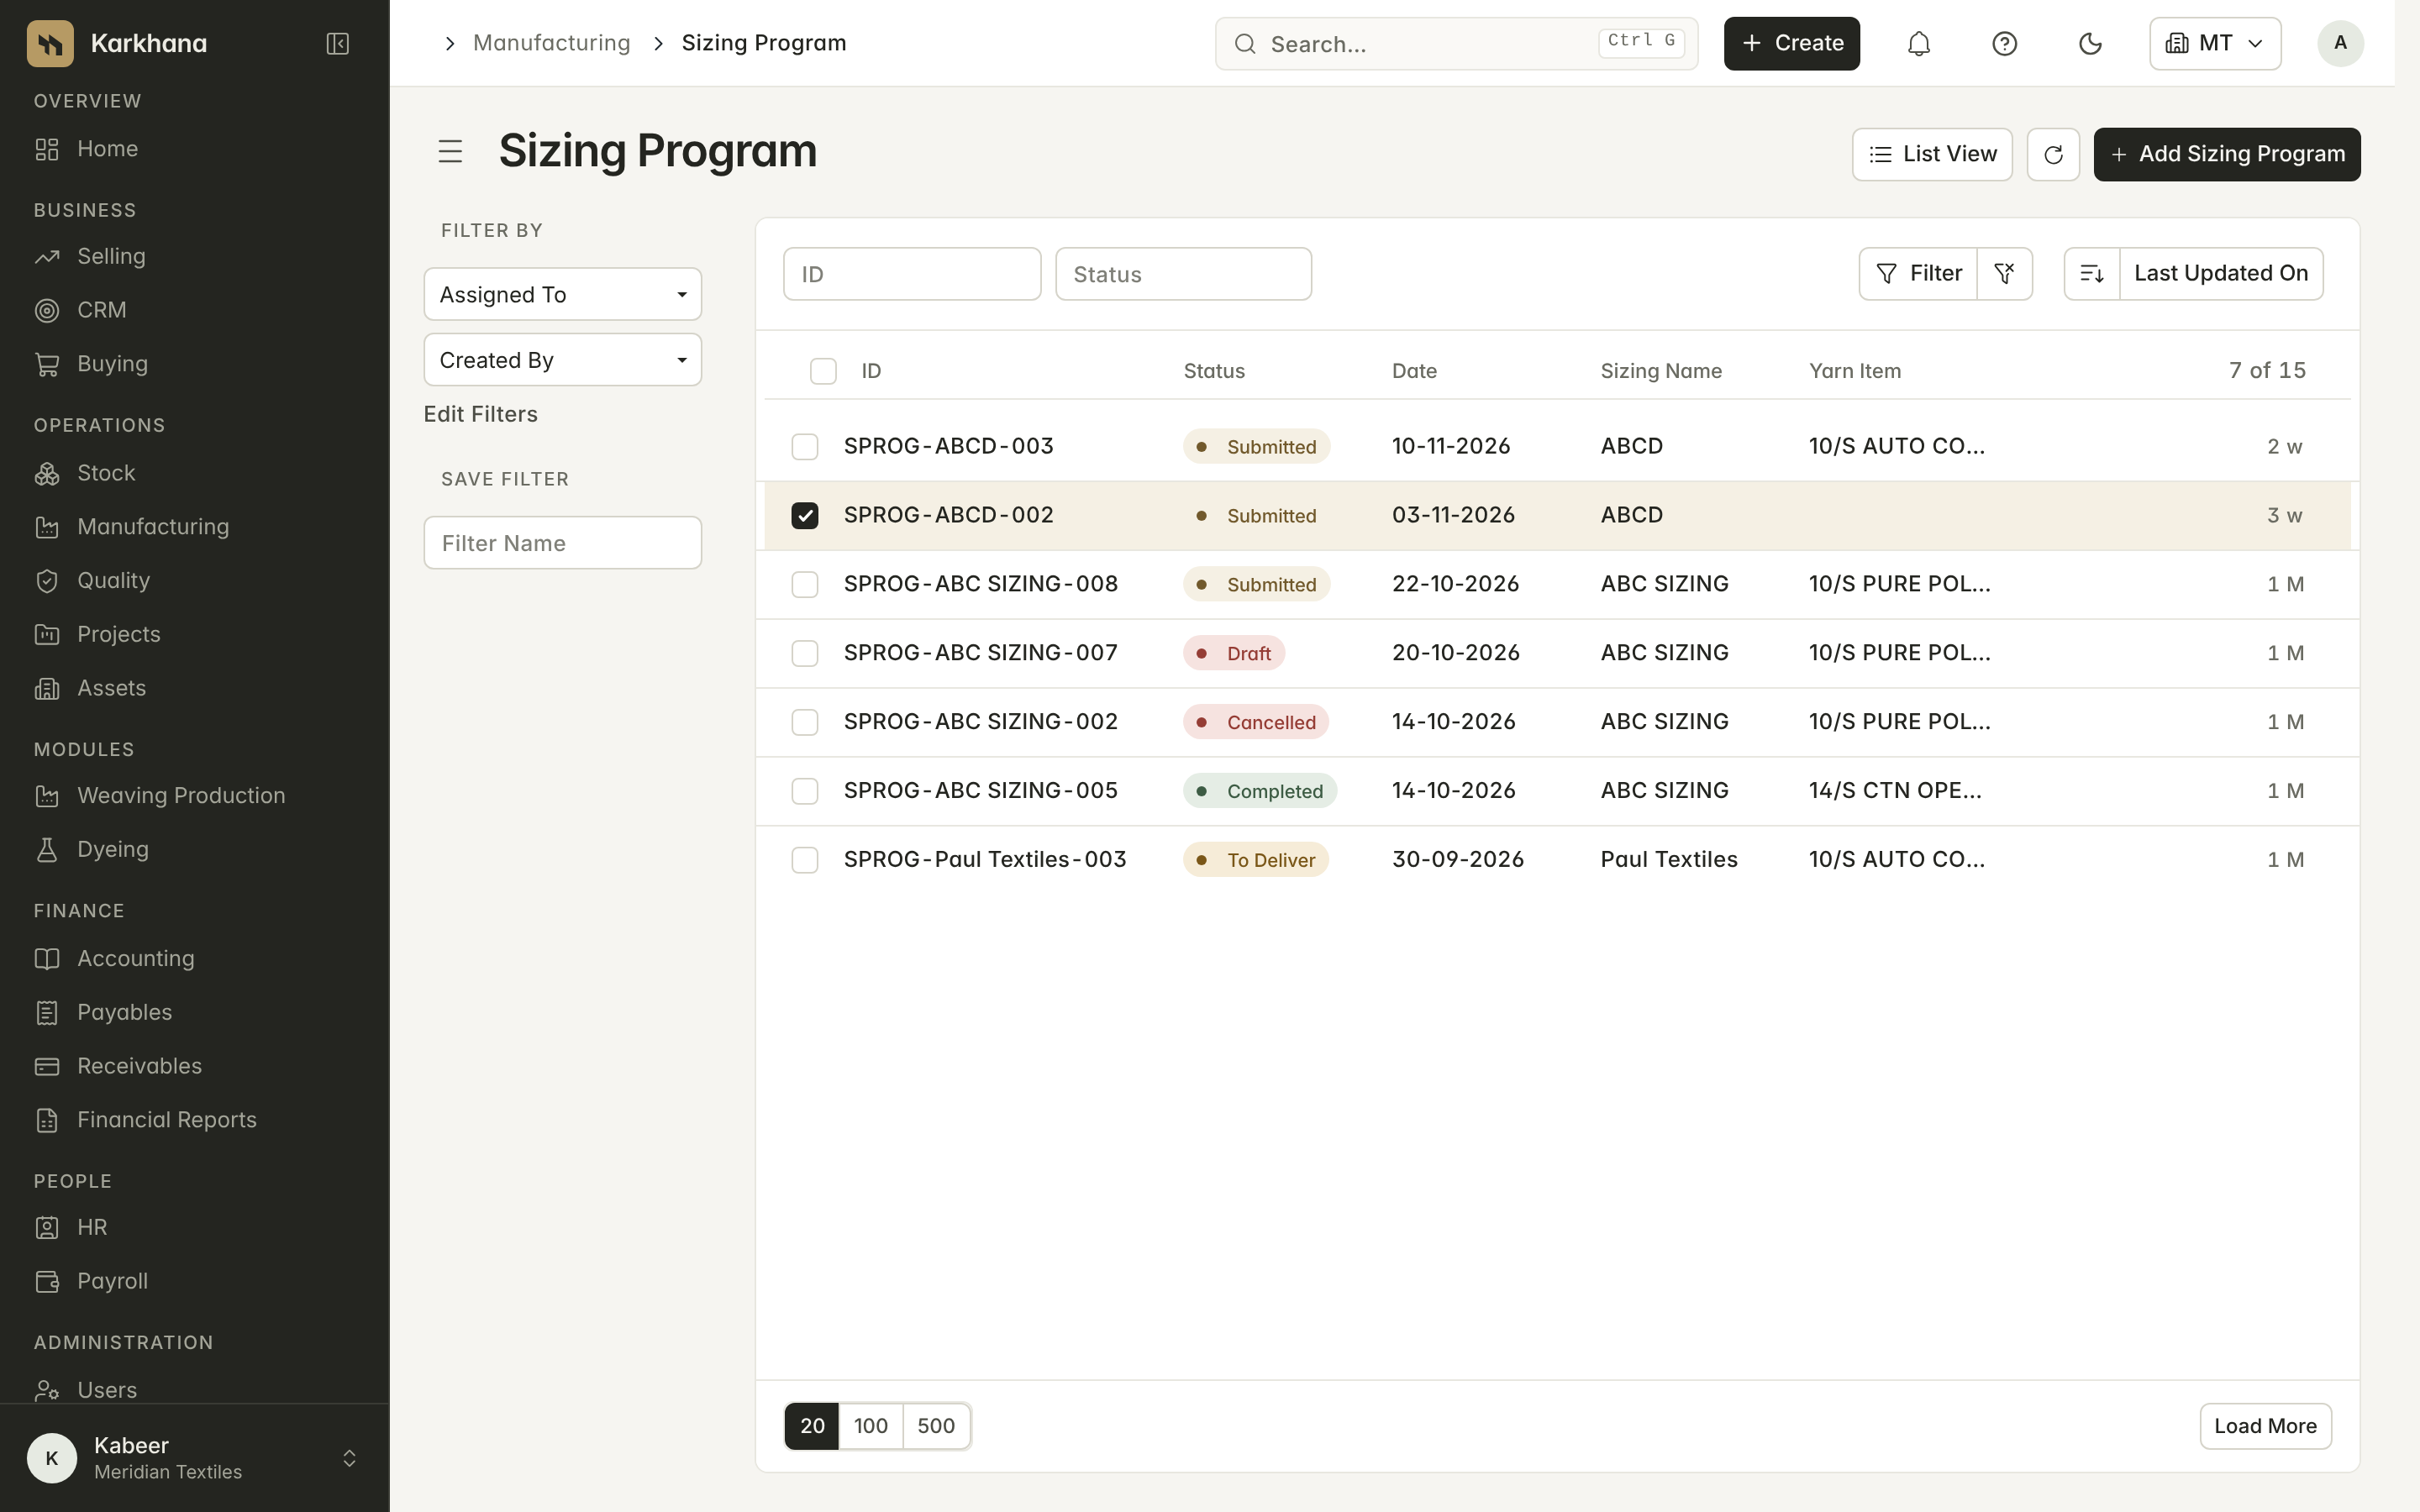 Karkhana
OVERVIEW
Home
BUSINESS
Selling
CRM
Buying
OPERATIONS
Stock
Manufacturing
Quality
Projects
Assets
MODULES
Weaving Production
Dyeing
FINANCE
Accounting
Payables
Receivables
Financial Reports
PEOPLE
HR
Payroll
ADMINISTRATION
Users
K
Kabeer
Meridian Textiles
Manufacturing Sizing Program
Search... Ctrl G
Create
MT
A
Sizing Program
List View
Add Sizing Program
FILTER BY
Assigned To
Created By
Edit Filters
SAVE FILTER
Filter Name
ID Status Filter Last Updated On
ID Status Date Sizing Name Yarn Item 7 of 15
SPROG-ABCD-003 Submitted 10-11-2026 ABCD 10/S AUTO CO... 2 w
SPROG-ABCD-002 Submitted 03-11-2026 ABCD 3 w
SPROG-ABC SIZING-008 Submitted 22-10-2026 ABC SIZING 10/S PURE POL... 1 M
SPROG-ABC SIZING-007 Draft 20-10-2026 ABC SIZING 10/S PURE POL... 1 M
SPROG-ABC SIZING-002 Cancelled 14-10-2026 ABC SIZING 10/S PURE POL... 1 M
SPROG-ABC SIZING-005 Completed 14-10-2026 ABC SIZING 14/S CTN OPE... 1 M
SPROG-Paul Textiles-003 To Deliver 30-09-2026 Paul Textiles 10/S AUTO CO... 1 M
20 100 500
Load More